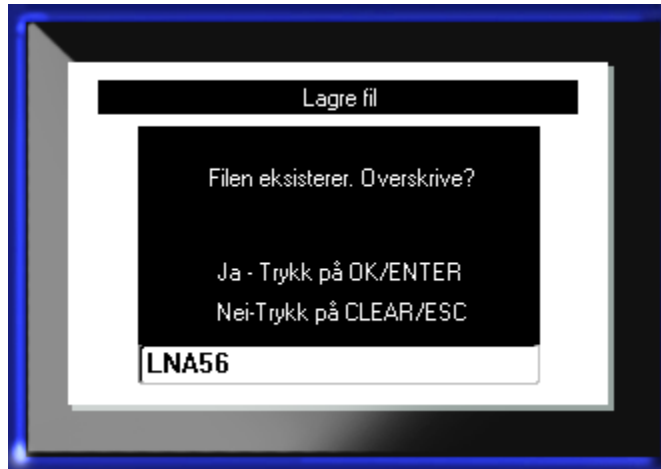 Lagre fil
Filen eksisterer. Overskrive?
Ja - Trykk på OK/ENTER
Nei-Trykk på CLEAR/ESC
LNA56